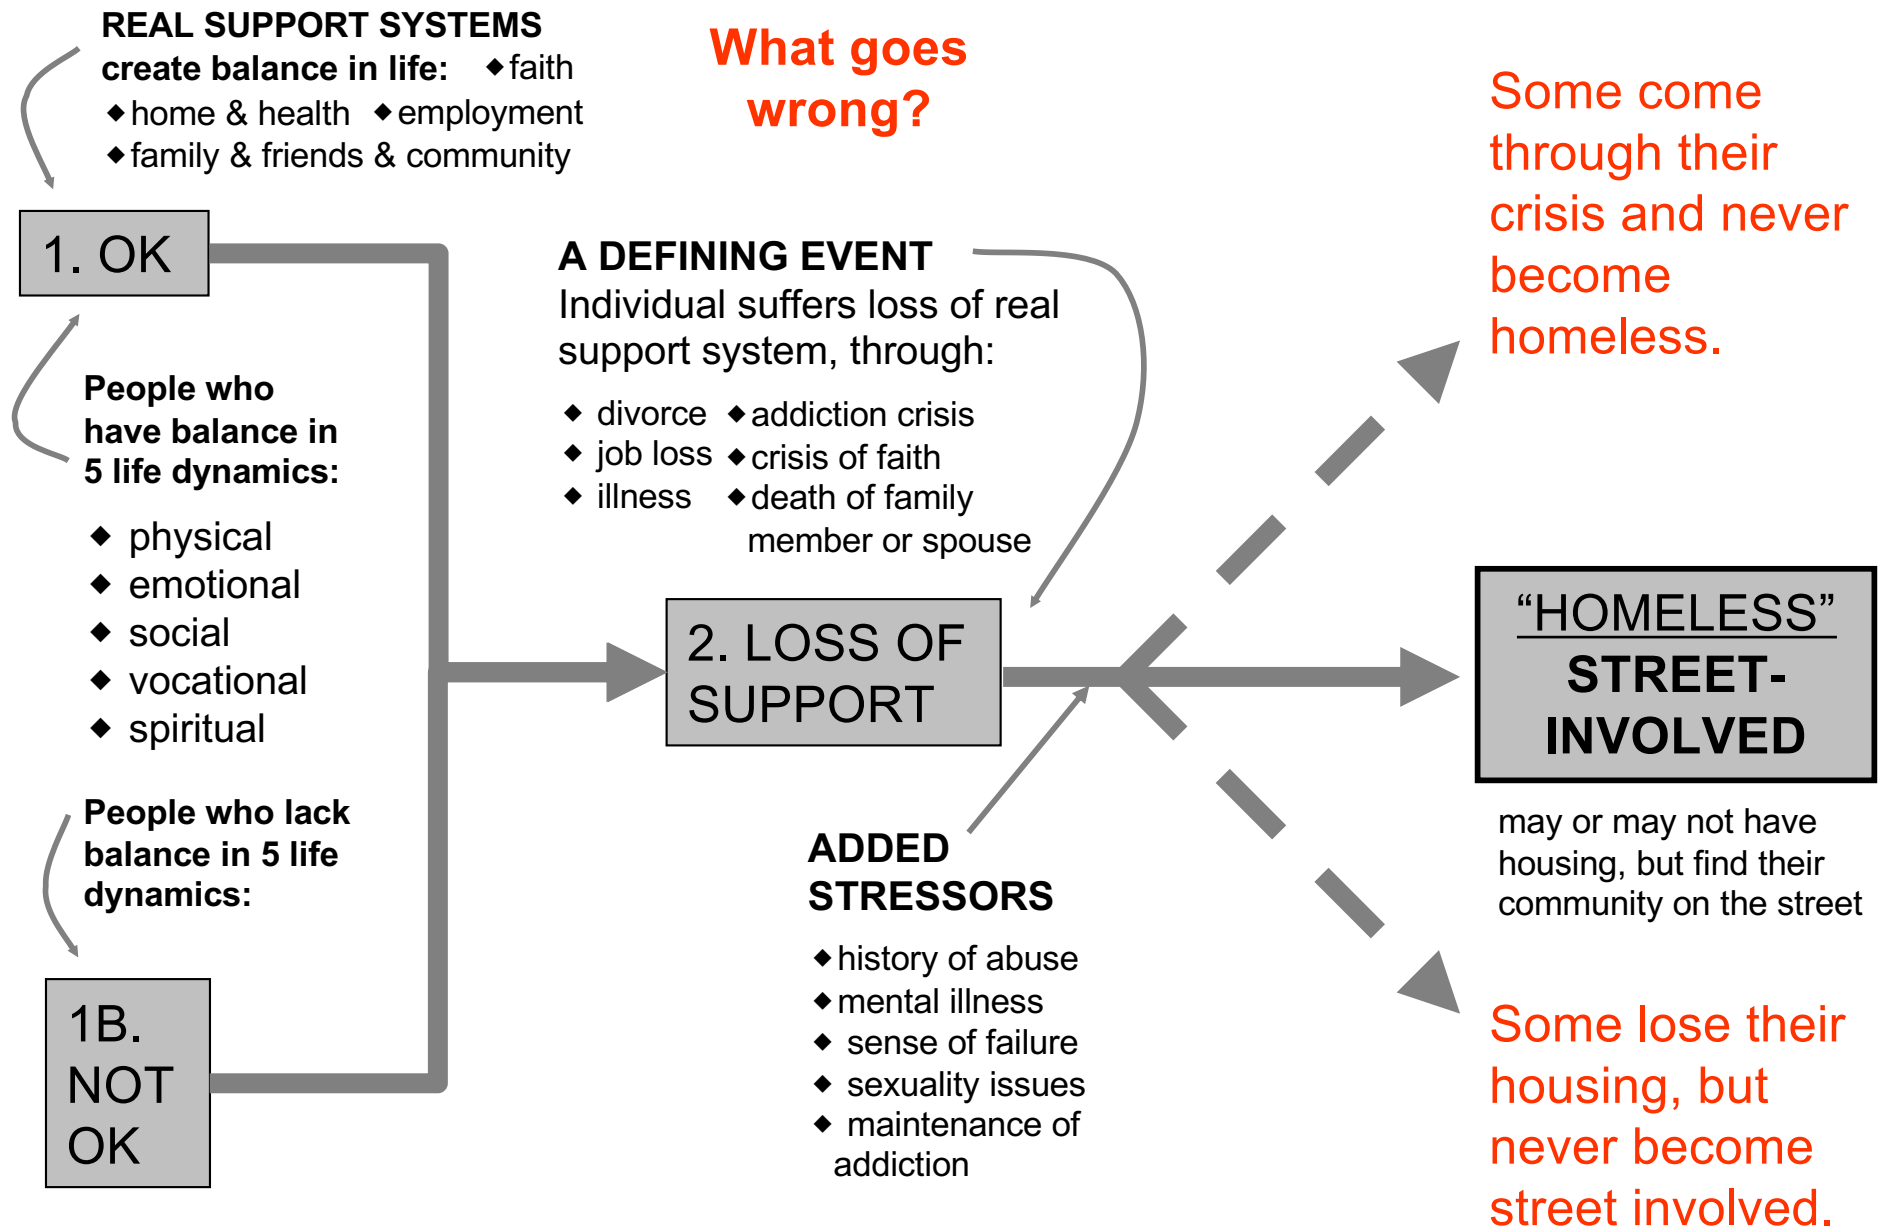 REAL SUPPORT SYSTEMS
create balance in life: ◆ faith
◆ home & health ◆ employment
◆ family & friends & community
What goes
wrong?
Some come
through their
crisis and never
become
homeless.
1. OK
A DEFINING EVENT
Individual suffers loss of real
support system, through:
◆ divorce ◆ addiction crisis
◆ job loss ◆ crisis of faith
◆ illness ◆ death of family
member or spouse
People who
have balance in
5 life dynamics:
◆ physical
◆ emotional
◆ social
◆ vocational
◆ spiritual
2. LOSS OF
SUPPORT
“HOMELESS”
STREET-
INVOLVED
may or may not have
housing, but find their
community on the street
People who lack
balance in 5 life
dynamics:
1B.
NOT
OK
ADDED
STRESSORS
◆ history of abuse
◆ mental illness
◆ sense of failure
◆ sexuality issues
◆ maintenance of
addiction
Some lose their
housing, but
never become
street involved.